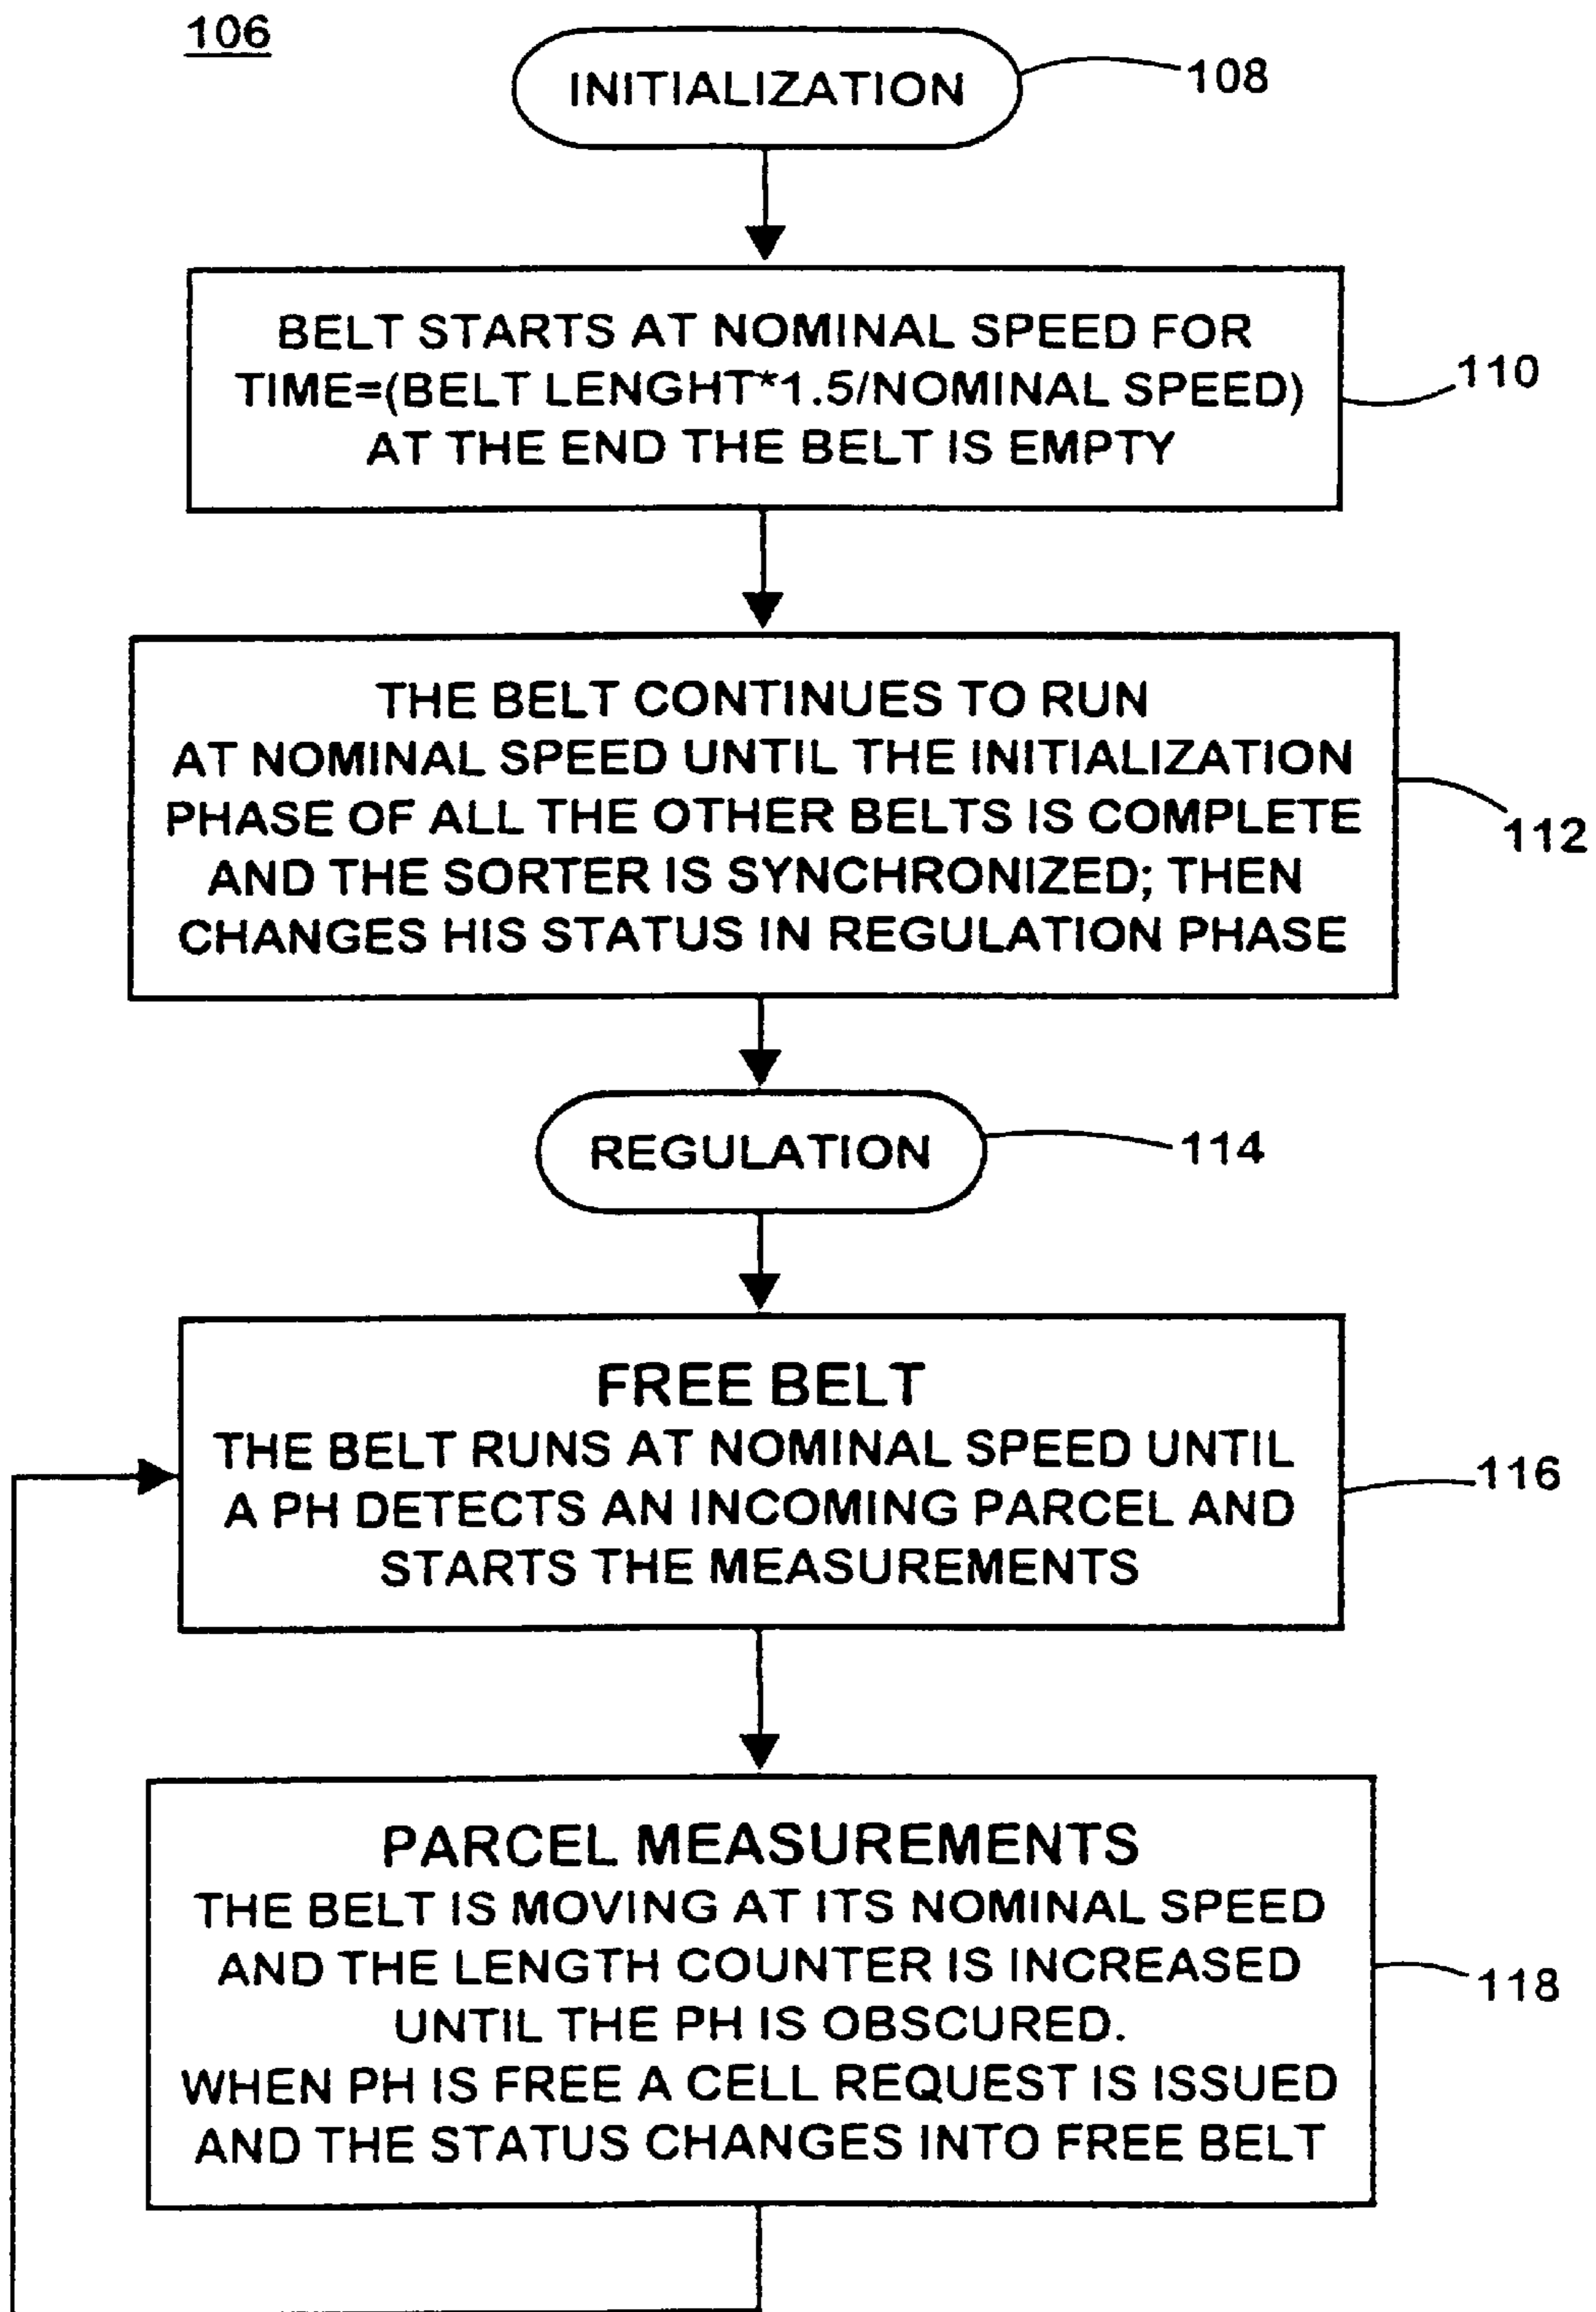 106
INITIALIZATION
108
BELT STARTS AT NOMINAL SPEED FOR
TIME=(BELT LENGHT*1.5/NOMINAL SPEED)
AT THE END THE BELT IS EMPTY
110
THE BELT CONTINUES TO RUN
AT NOMINAL SPEED UNTIL THE INITIALIZATION
PHASE OF ALL THE OTHER BELTS IS COMPLETE
AND THE SORTER IS SYNCHRONIZED; THEN
CHANGES HIS STATUS IN REGULATION PHASE
112
REGULATION
114
FREE BELT
THE BELT RUNS AT NOMINAL SPEED UNTIL
A PH DETECTS AN INCOMING PARCEL AND
STARTS THE MEASUREMENTS
116
PARCEL MEASUREMENTS
THE BELT IS MOVING AT ITS NOMINAL SPEED
AND THE LENGTH COUNTER IS INCREASED
UNTIL THE PH IS OBSCURED.
WHEN PH IS FREE A CELL REQUEST IS ISSUED
AND THE STATUS CHANGES INTO FREE BELT
118